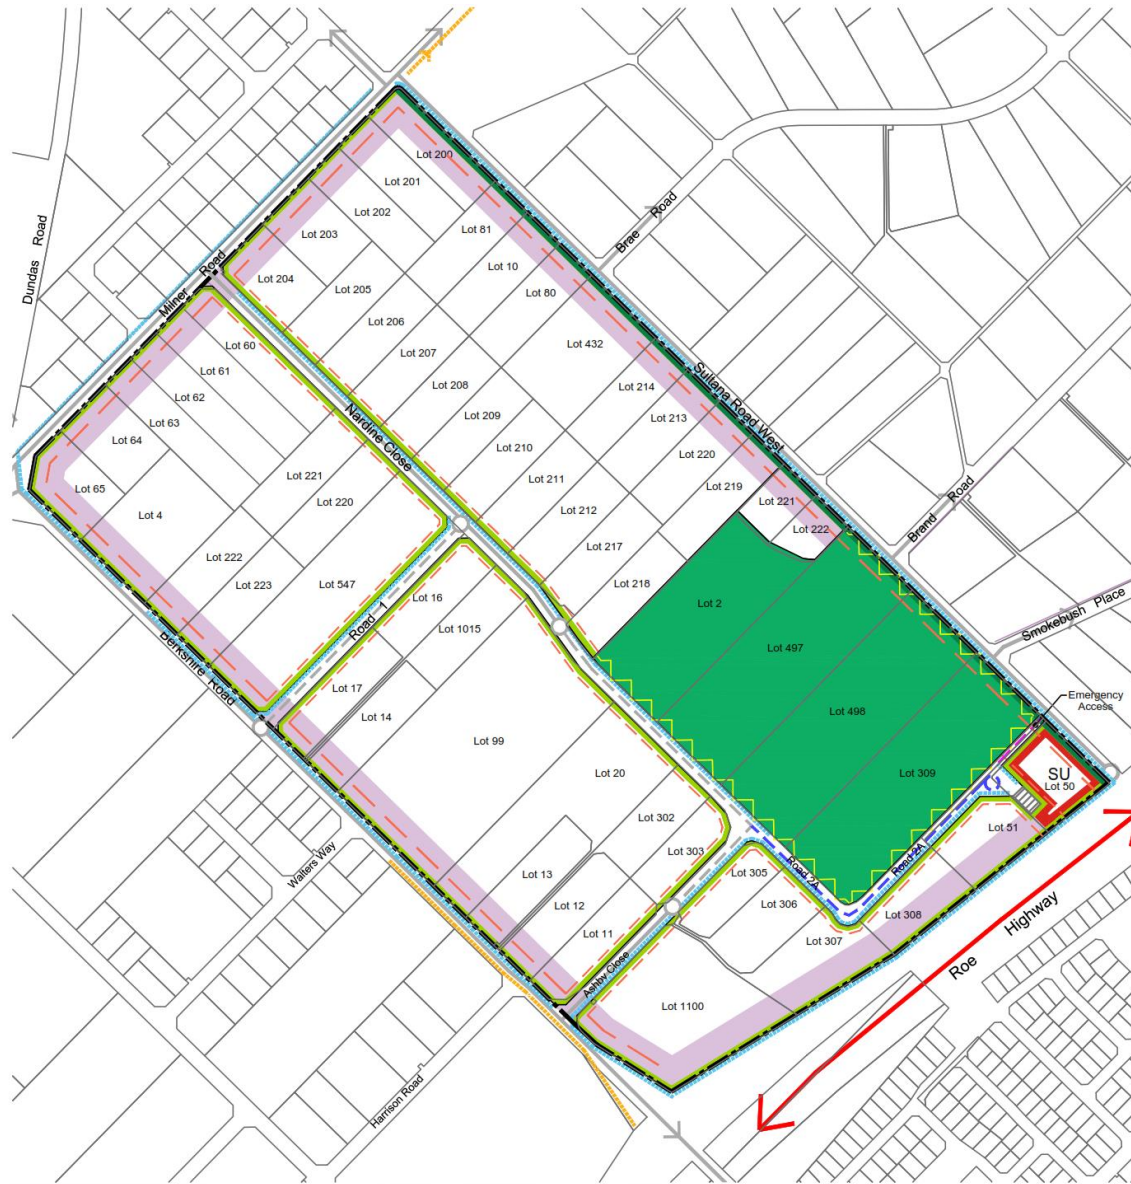 Lot 200
Lot 201
Lot 202
Lot 81
Brae Road
Lot 203
Dundas Road
Milner Road
Lot 10
Lot 204
Lot 205
Lot 80
Lot 206
Lot 60
Lot 432
Lot 207
Lot 61
Lot 214
Sultana Road West
Lot 208
Lot 62
Lot 209
Lot 213
Lot 63
Nardine Close
Lot 64
Lot 210
Lot 220
Lot 221
Lot 211
Lot 219
Lot 65
Lot 220
Lot 221
Brand Road
Lot 4
Lot 212
Lot 222
Lot 217
Lot 222
Lot 218
Lot 223
Lot 547
Lot 16
Lot 2
Smokebush Place
Road 1
Lot 1015
Lot 497
Berkshire Road
Lot 17
Emergency
Access
Lot 14
Lot 498
Lot 99
Lot 20
Lot 309
SU
Lot 50
Lot 302
Lot 51
Lot 303
Walters Way
Lot 13
Lot 305
Road 2A
Road 2A
Lot 306
Lot 12
Lot 308
Roe Highway
Lot 11
Lot 307
Ashby Close
Lot 1100
Harrison Road